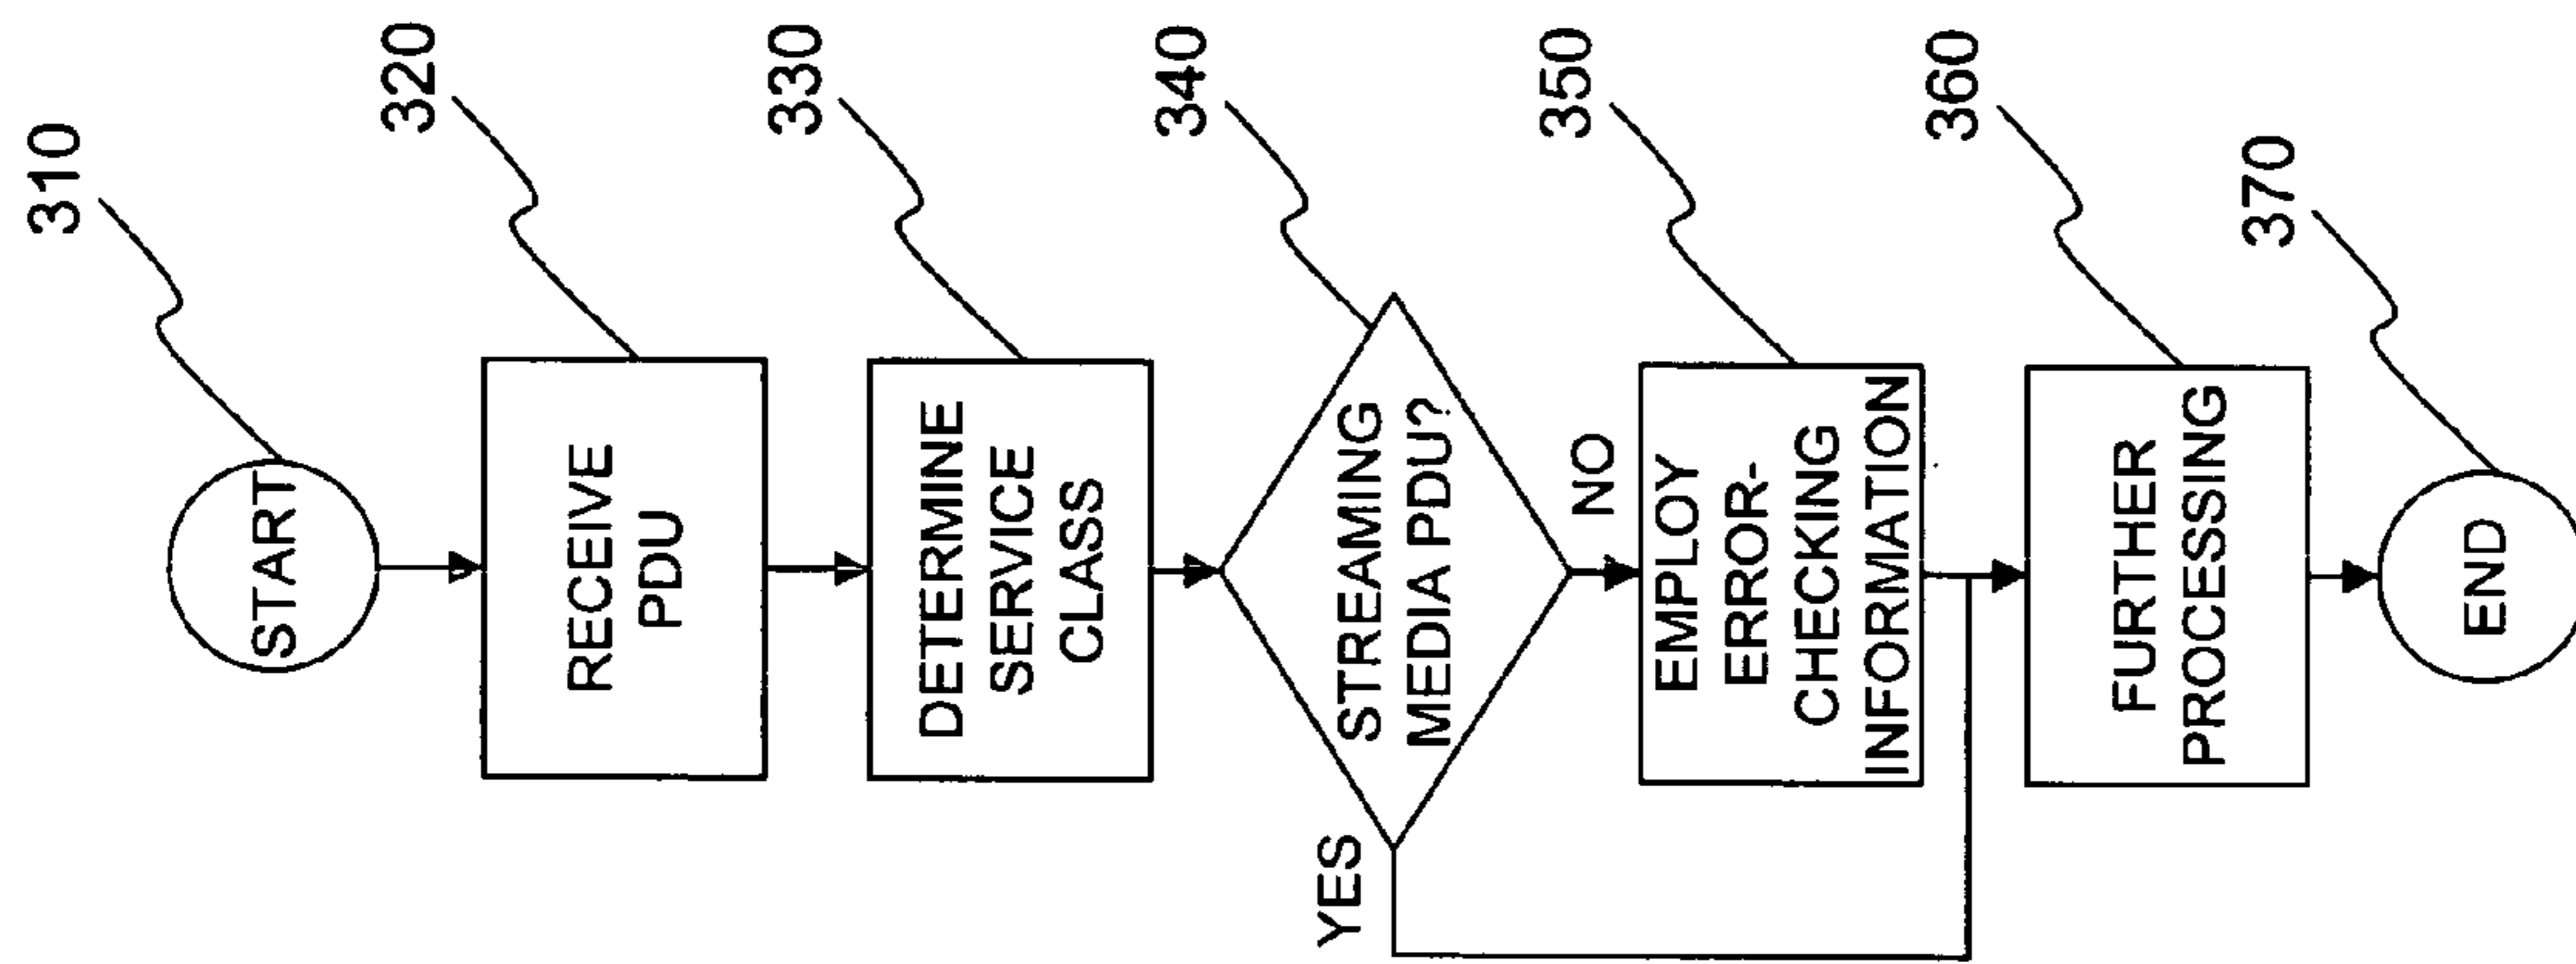 310
START
320
RECEIVE
PDU
330
DETERMINE
SERVICE
CLASS
340
STREAMING
MEDIA PDU?
YES
NO
350
EMPLOY
ERROR-
CHECKING
INFORMATION
360
FURTHER
PROCESSING
370
END